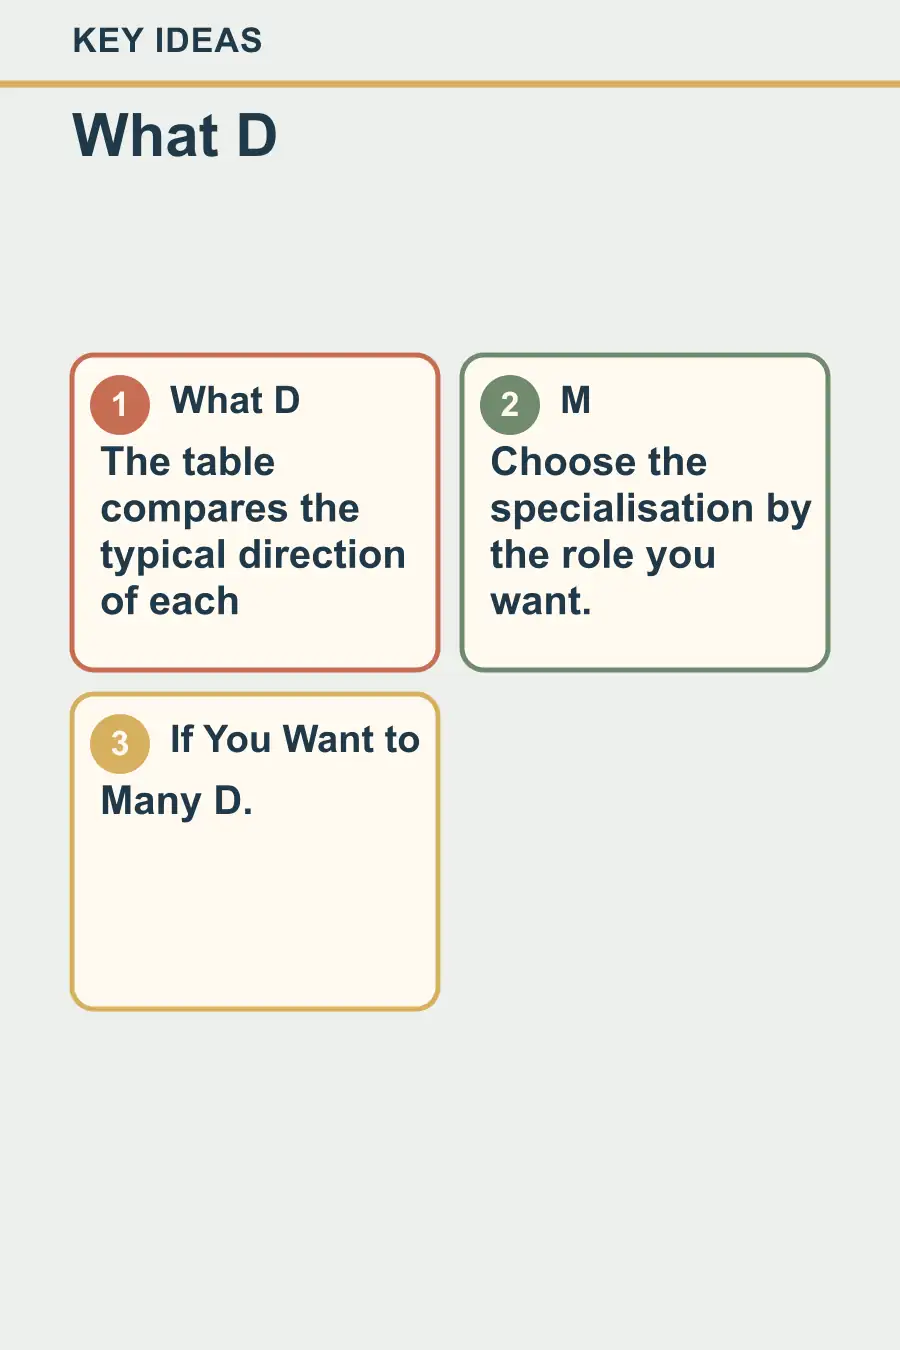 KEY IDEAS
What D
1 What D
The table
compares the
typical direction
of each
2 M
Choose the
specialisation by
the role you
want.
3 If You Want to
Many D.